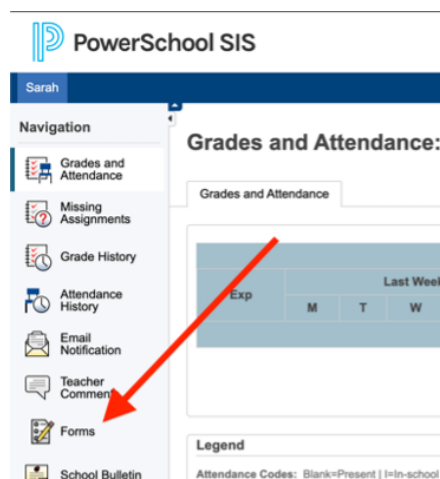 PowerSchool SIS
Sarah
Navigation
Grades and
Attendance
Missing
Assignments
Grade History
Attendance
History
Email
Notification
Teacher
Comment
Forms
School Bulletin
Grades and Attendance:
Grades and Attendance
Exp
Last Week
M T W
Legend
Attendance Codes: Blank=Present | I=In-school